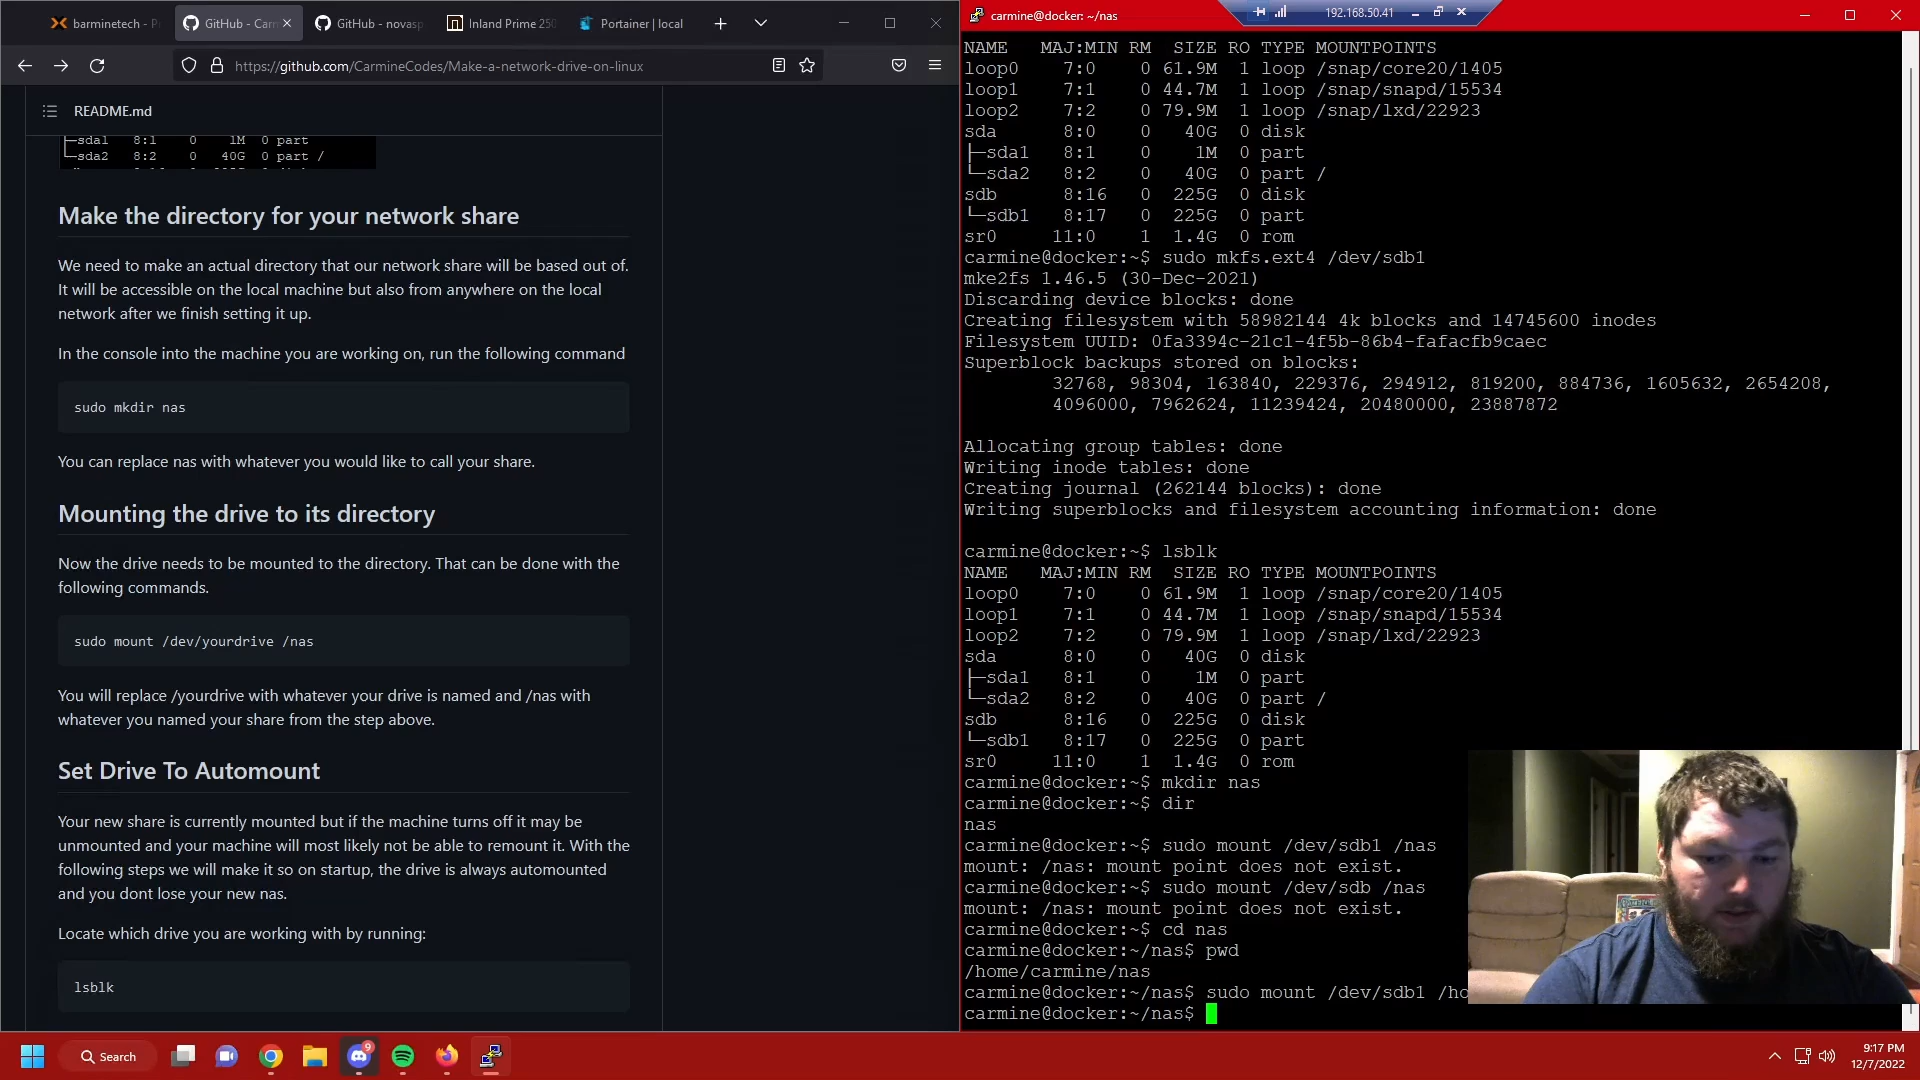 barminetech - P
GitHub - Carm
GitHub - novasp
Inland Prime 250
Portainer | local
https://github.com/CarmineCodes/Make-a-network-drive-on-linux
README.md
├─sda1 8:1 0 1M 0 part
└─sda2 8:2 0 40G 0 part /
Make the directory for your network share
We need to make an actual directory that our network share will be based out of.
It will be accessible on the local machine but also from anywhere on the local
network after we finish setting it up.
In the console into the machine you are working on, run the following command
sudo mkdir nas
You can replace nas with whatever you would like to call your share.
Mounting the drive to its directory
Now the drive needs to be mounted to the directory. That can be done with the
following commands.
sudo mount /dev/yourdrive /nas
You will replace /yourdrive with whatever your drive is named and /nas with
whatever you named your share from the step above.
Set Drive To Automount
Your new share is currently mounted but if the machine turns off it may be
unmounted and your machine will most likely not be able to remount it. With the
following steps we will make it so on startup, the drive is always automounted
and you dont lose your new nas.
Locate which drive you are working with by running:
lsblk
carmine@docker: ~/nas
192.168.50.41
NAME MAJ:MIN RM SIZE RO TYPE MOUNTPOINTS
loop0 7:0 0 61.9M 1 loop /snap/core20/1405
loop1 7:1 0 44.7M 1 loop /snap/snapd/15534
loop2 7:2 0 79.9M 1 loop /snap/lxd/22923
sda 8:0 0 40G 0 disk
├─sda1 8:1 0 1M 0 part
└─sda2 8:2 0 40G 0 part /
sdb 8:16 0 225G 0 disk
└─sdb1 8:17 0 225G 0 part
sr0 11:0 1 1.4G 0 rom
carmine@docker:~$ sudo mkfs.ext4 /dev/sdb1
mke2fs 1.46.5 (30-Dec-2021)
Discarding device blocks: done
Creating filesystem with 58982144 4k blocks and 14745600 inodes
Filesystem UUID: 0fa3394c-21c1-4f5b-86b4-fafacfb9caec
Superblock backups stored on blocks:
32768, 98304, 163840, 229376, 294912, 819200, 884736, 1605632, 2654208,
4096000, 7962624, 11239424, 20480000, 23887872
Allocating group tables: done
Writing inode tables: done
Creating journal (262144 blocks): done
Writing superblocks and filesystem accounting information: done
carmine@docker:~$ lsblk
NAME MAJ:MIN RM SIZE RO TYPE MOUNTPOINTS
loop0 7:0 0 61.9M 1 loop /snap/core20/1405
loop1 7:1 0 44.7M 1 loop /snap/snapd/15534
loop2 7:2 0 79.9M 1 loop /snap/lxd/22923
sda 8:0 0 40G 0 disk
├─sda1 8:1 0 1M 0 part
└─sda2 8:2 0 40G 0 part /
sdb 8:16 0 225G 0 disk
└─sdb1 8:17 0 225G 0 part
sr0 11:0 1 1.4G 0 rom
carmine@docker:~$ mkdir nas
carmine@docker:~$ dir
nas
carmine@docker:~$ sudo mount /dev/sdb1 /nas
mount: /nas: mount point does not exist.
carmine@docker:~$ sudo mount /dev/sdb /nas
mount: /nas: mount point does not exist.
carmine@docker:~$ cd nas
carmine@docker:~/nas$ pwd
/home/carmine/nas
carmine@docker:~/nas$ sudo mount /dev/sdb1 /ho
carmine@docker:~/nas$
Search
9
9:17 PM
12/7/2022